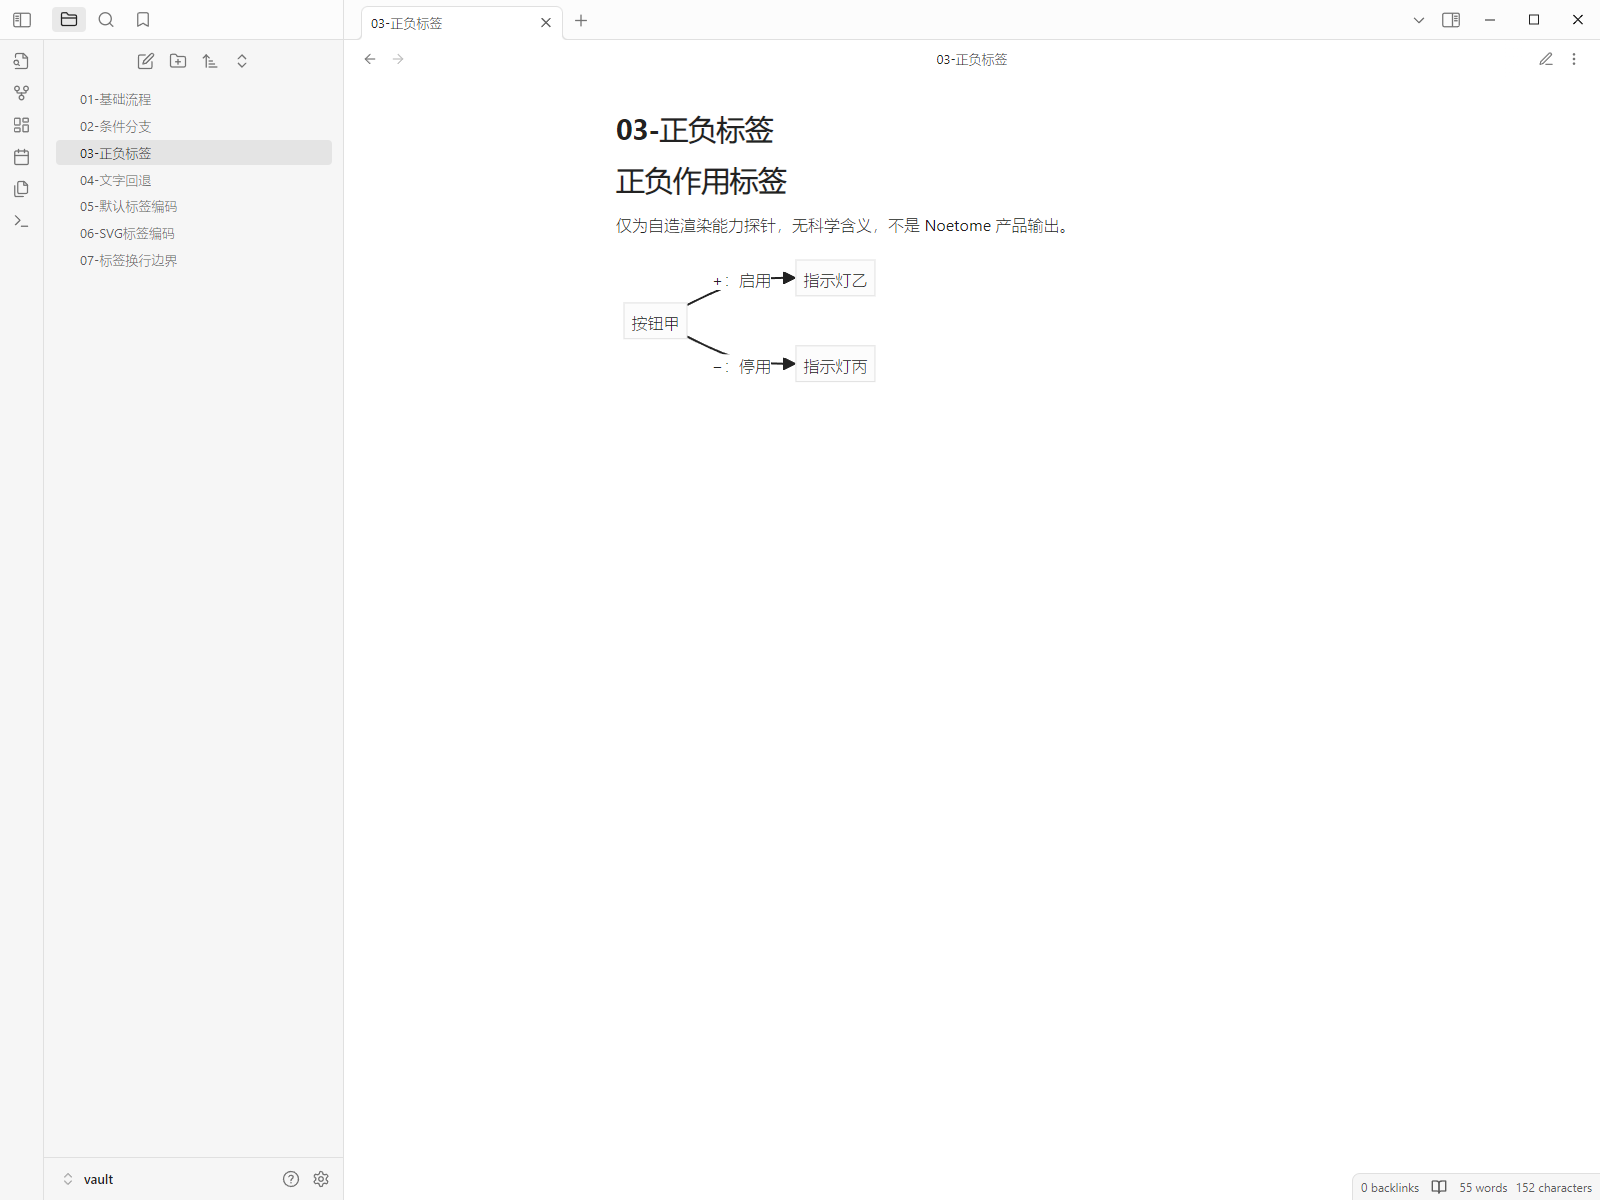 03-正负标签
01-基础流程
02-条件分支
03-正负标签
04-文字回退
05-默认标签编码
06-SVG标签编码
07-标签换行边界
vault
03-正负标签
03-正负标签
正负作用标签
仅为自造渲染能力探针，无科学含义，不是 Noetome 产品输出。
+：启用
指示灯乙
按钮甲
−：停用
指示灯丙
0 backlinks 55 words 152 characters